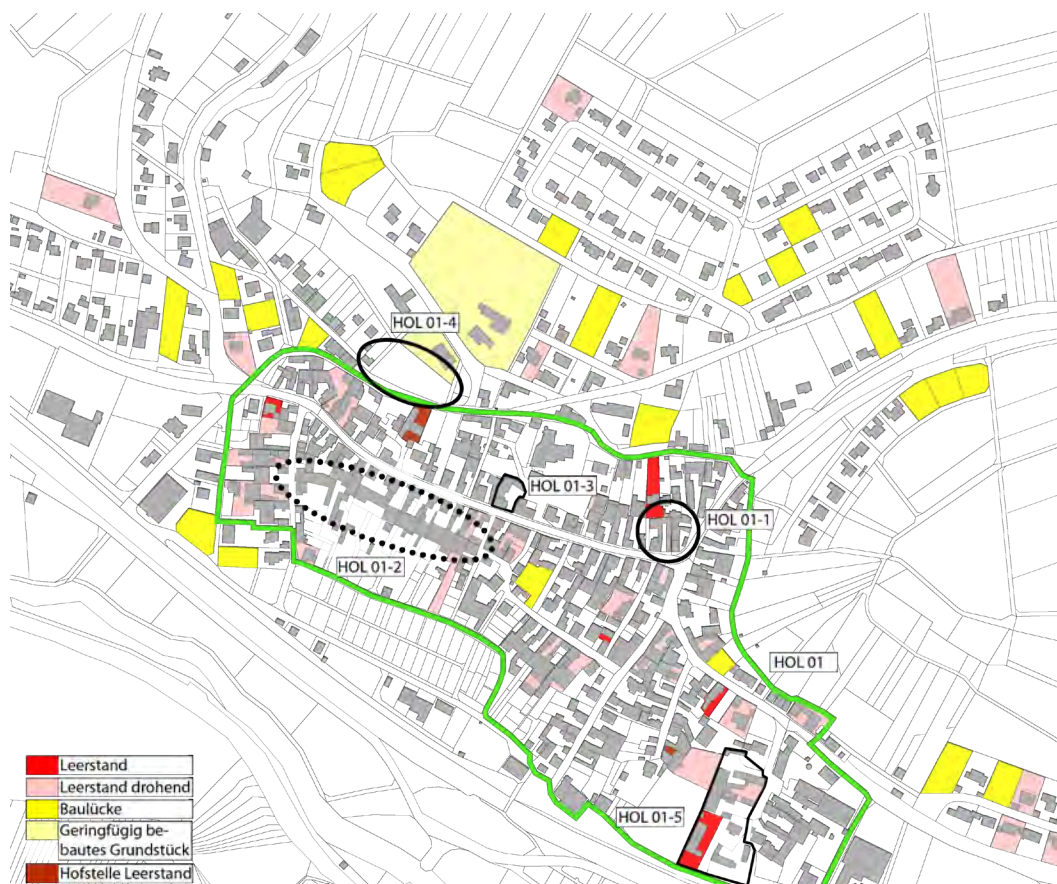 HOL 01-4
HOL 01-3
HOL 01-1
HOL 01-2
HOL 01
HOL 01-5
Leerstand
Leerstand drohend
Baulücke
Geringfügig be-
bautes Grundstück
Hofstelle Leerstand